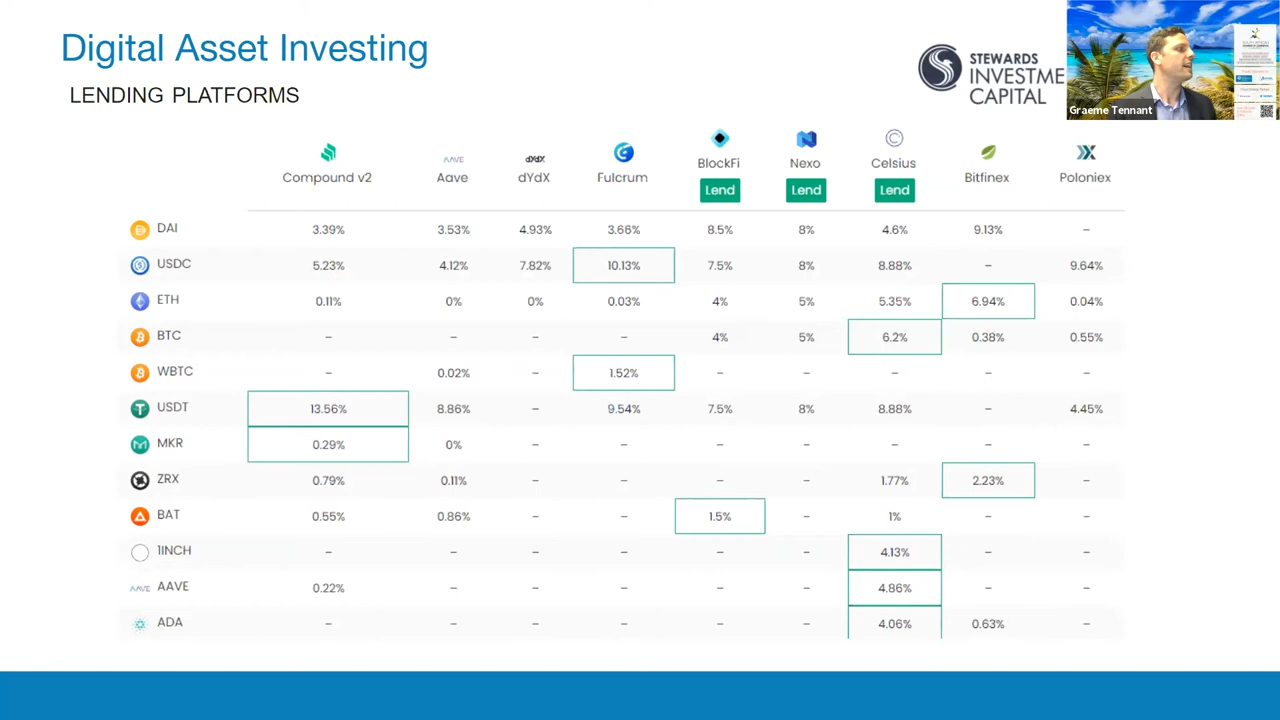 Digital Asset Investing
LENDING PLATFORMS
STEWARDS
INVESTME
CAPITAL
Graeme Tennant
Compound v2 Aave dYdX Fulcrum BlockFi Nexo Celsius Bitfinex Poloniex
Lend Lend Lend
DAI 3.39% 3.53% 4.93% 3.66% 8.5% 8% 4.6% 9.13% –
USDC 5.23% 4.12% 7.82% 10.13% 7.5% 8% 8.88% – 9.64%
ETH 0.11% 0% 0% 0.03% 4% 5% 5.35% 6.94% 0.04%
BTC – – – – 4% 5% 6.2% 0.38% 0.55%
WBTC – 0.02% – 1.52% – – – – –
USDT 13.56% 8.86% – 9.54% 7.5% 8% 8.88% – 4.45%
MKR 0.29% 0% – – – – – – –
ZRX 0.79% 0.11% – – – – 1.77% 2.23% –
BAT 0.55% 0.86% – – 1.5% – 1% – –
1INCH – – – – – – 4.13% – –
AAVE AAVE 0.22% – – – – – 4.86% – –
ADA – – – – – – 4.06% 0.63% –